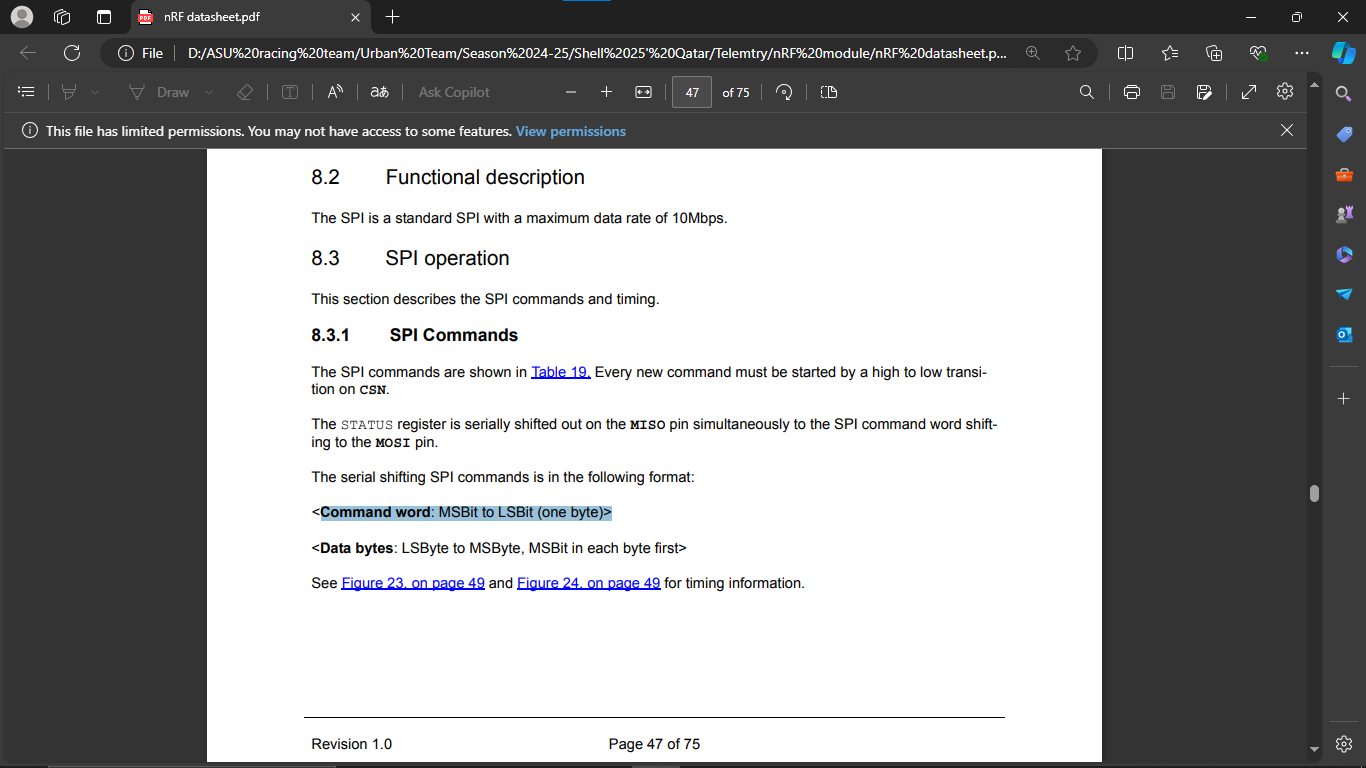 nRF datasheet.pdf
File
D:/ASU%20racing%20team/Urban%20Team/Season%2024-25/Shell%2025'%20Qatar/Telemtry/nRF%20module/nRF%20datasheet.p...
Draw
aあ
Ask Copilot
47 of 75
This file has limited permissions. You may not have access to some features. View permissions
8.2 Functional description
The SPI is a standard SPI with a maximum data rate of 10Mbps.
8.3 SPI operation
This section describes the SPI commands and timing.
8.3.1 SPI Commands
The SPI commands are shown in Table 19. Every new command must be started by a high to low transi-
tion on CSN.
The STATUS register is serially shifted out on the MISO pin simultaneously to the SPI command word shift-
ing to the MOSI pin.
The serial shifting SPI commands is in the following format:
<Command word: MSBit to LSBit (one byte)>
<Data bytes: LSByte to MSByte, MSBit in each byte first>
See Figure 23. on page 49 and Figure 24. on page 49 for timing information.
Revision 1.0 Page 47 of 75